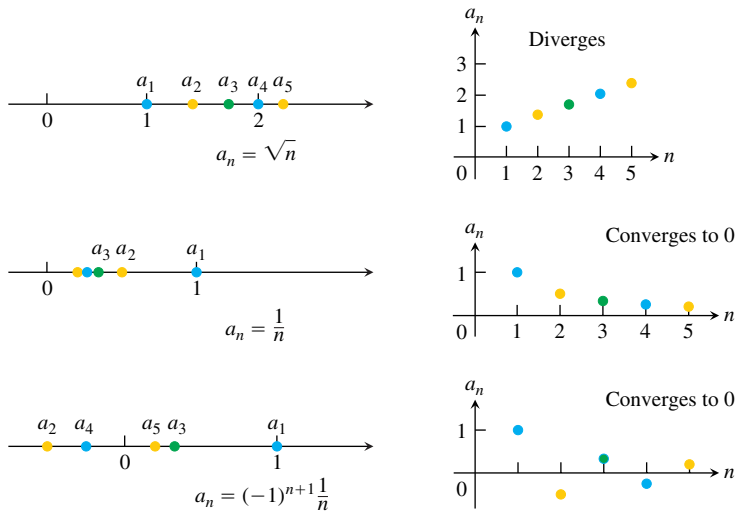 a₁ a₂ a₃ a₄ a₅
0 1 2
aₙ = √n
aₙ
Diverges
3
2
1
0 1 2 3 4 5 n
a₃ a₂ a₁
0 1
aₙ = 1/n
aₙ
Converges to 0
1
0 1 2 3 4 5 n
a₂ a₄ a₅ a₃ a₁
0 1
aₙ = (−1)ⁿ⁺¹ 1/n
aₙ
Converges to 0
1
0 n